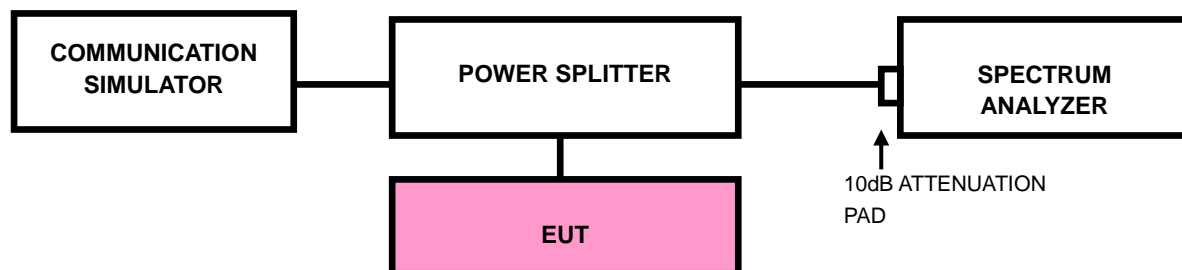 COMMUNICATION
SIMULATOR
POWER SPLITTER
SPECTRUM
ANALYZER
10dB ATTENUATION
PAD
EUT